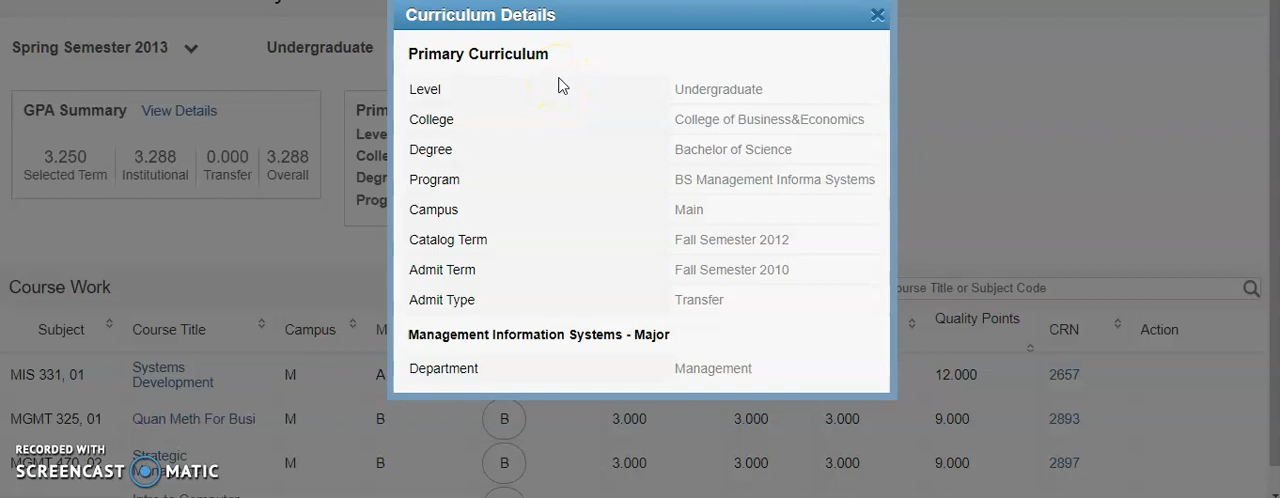 Curriculum Details
Spring Semester 2013
Undergraduate
Primary Curriculum
Level Undergraduate
College College of Business&Economics
Degree Bachelor of Science
Program BS Management Informa Systems
Campus Main
Catalog Term Fall Semester 2012
Admit Term Fall Semester 2010
Admit Type Transfer
Management Information Systems - Major
Department Management
GPA Summary View Details
3.250 3.288 0.000 3.288
Selected Term Institutional Transfer Overall
Prim
Leve
Colle
Degr
Prog
Course Work
ourse Title or Subject Code
Subject Course Title Campus M Quality Points CRN Action
MIS 331, 01 Systems Development M A 12.000 2657
MGMT 325, 01 Quan Meth For Busi M B B 3.000 3.000 3.000 9.000 2893
MGMT 470, 02 Strategic M B B 3.000 3.000 3.000 9.000 2897
Intro to Computer
RECORDED WITH
SCREENCAST MATIC